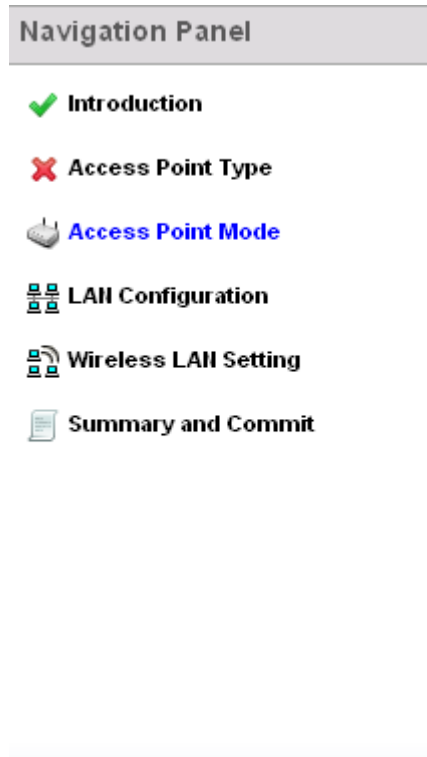 Navigation Panel
Introduction
Access Point Type
Access Point Mode
LAN Configuration
Wireless LAN Setting
Summary and Commit